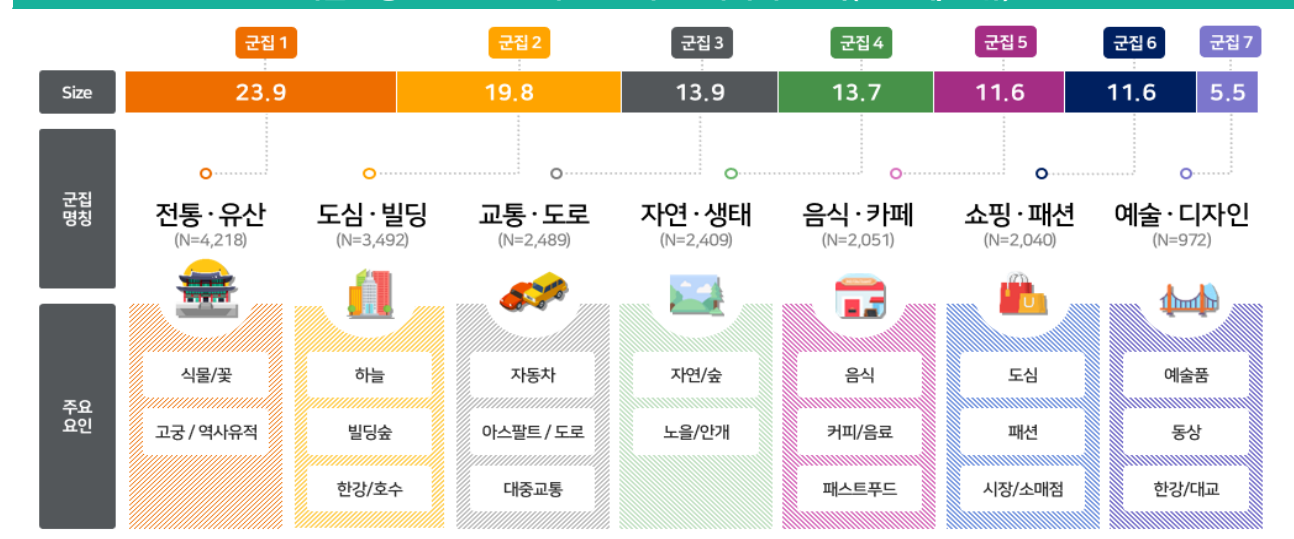 군집 1
군집 2
군집 3
군집 4
군집 5
군집 6
군집 7
Size
23.9
19.8
13.9
13.7
11.6
11.6
5.5
군집
명칭
전통·유산
(N=4,218)
도심·빌딩
(N=3,492)
교통·도로
(N=2,489)
자연·생태
(N=2,409)
음식·카페
(N=2,051)
쇼핑·패션
(N=2,040)
예술·디자인
(N=972)
주요
요인
식물/꽃
고궁 / 역사유적
하늘
빌딩숲
한강/호수
자동차
아스팔트 / 도로
대중교통
자연/숲
노을/안개
음식
커피/음료
패스트푸드
도심
패션
시장/소매점
예술품
동상
한강/대교